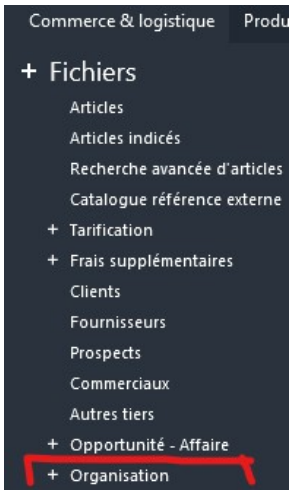 Commerce & logistique Produ
+ Fichiers
Articles
Articles indicés
Recherche avancée d'articles
Catalogue référence externe
+ Tarification
+ Frais supplémentaires
Clients
Fournisseurs
Prospects
Commerciaux
Autres tiers
+ Opportunité - Affaire
+ Organisation